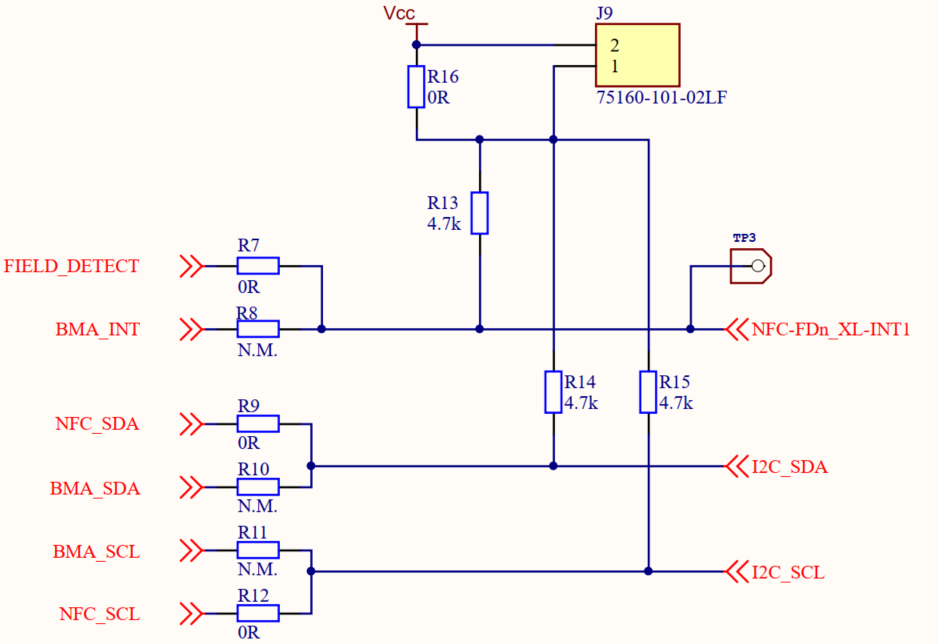 Vcc
J9
2
1
75160-101-02LF
R16
0R
R13
4.7k
TP3
R7
FIELD_DETECT
0R
R8
BMA_INT
NFC-FDn_XL-INT1
N.M.
R14
4.7k
R15
4.7k
R9
NFC_SDA
0R
R10
I2C_SDA
BMA_SDA
N.M.
R11
BMA_SCL
N.M.
I2C_SCL
R12
NFC_SCL
0R